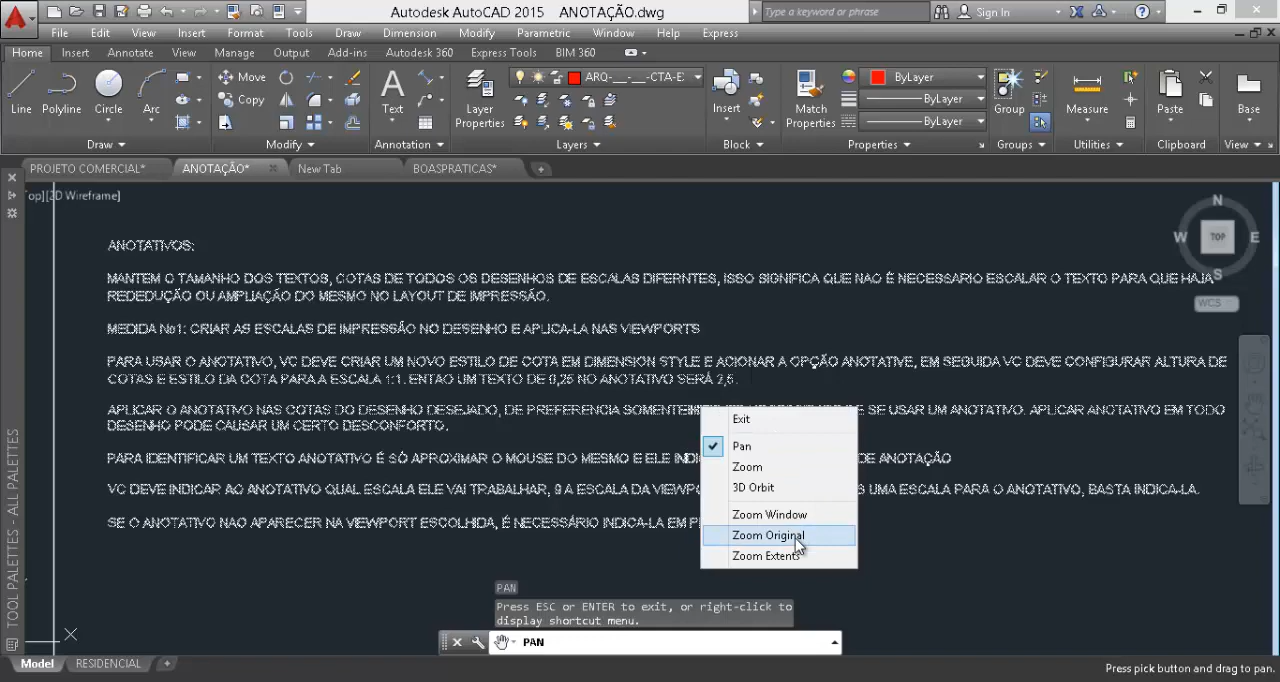 Autodesk AutoCAD 2015 ANOTAÇÃO.dwg
Type a keyword or phrase
Sign In
File Edit View Insert Format Tools Draw Dimension Modify Parametric Window Help Express
Home Insert Annotate View Manage Output Add-ins Autodesk 360 Express Tools BIM 360
Line Polyline Circle Arc
Move
Copy
Text
Layer Properties
ARQ-__-__-CTA-E
Insert
Match Properties
ByLayer
ByLayer
ByLayer
Group
Measure
Paste
Base
Draw Modify Annotation Layers Block Properties Groups Utilities Clipboard View
PROJETO COMERCIAL* ANOTAÇÃO* New Tab BOASPRATICAS*
op][2D Wireframe]
N
W TOP E
S
WCS
ANOTATIVOS:
MANTEM O TAMANHO DOS TEXTOS, COTAS DE TODOS OS DESENHOS DE ESCALAS DIFERNTES, ISSO SIGNIFICA QUE NAO É NECESSARIO ESCALAR O TEXTO PARA QUE HAJA
REDEDUÇÃO OU AMPLIAÇÃO DO MESMO NO LAYOUT DE IMPRESSÃO.
MEDIDA No1: CRIAR AS ESCALAS DE IMPRESSÃO NO DESENHO E APLICA-LA NAS VIEWPORTS
PARA USAR O ANOTATIVO, VC DEVE CRIAR UM NOVO ESTILO DE COTA EM DIMENSION STYLE E ACIONAR A OPÇÃO ANOTATIVE, EM SEGUIDA VC DEVE CONFIGURAR ALTURA DE
COTAS E ESTILO DA COTA PARA A ESCALA 1:1. ENTAO UM TEXTO DE 0,25 NO ANOTATIVO SERÁ 2,5.
APLICAR O ANOTATIVO NAS COTAS DO DESENHO DESEJADO, DE PREFERENCIA SOMENTE E SE USAR UM ANOTATIVO. APLICAR ANOTATIVO EM TODO
DESENHO PODE CAUSAR UM CERTO DESCONFORTO.
PARA IDENTIFICAR UM TEXTO ANOTATIVO É SÓ APROXIMAR O MOUSE DO MESMO E ELE INDI DE ANOTAÇÃO
VC DEVE INDICAR AO ANOTATIVO QUAL ESCALA ELE VAI TRABALHAR, A ESCALA DA VIEWPO S UMA ESCALA PARA O ANOTATIVO, BASTA INDICA-LA.
SE O ANOTATIVO NAO APARECER NA VIEWPORT ESCOLHIDA, É NECESSÁRIO INDICA-LA EM P
Exit
Pan
Zoom
3D Orbit
Zoom Window
Zoom Original
Zoom Extents
PAN
Press ESC or ENTER to exit, or right-click to
display shortcut menu.
PAN
TOOL PALETTES - ALL PALETTES
Model RESIDENCIAL
Press pick button and drag to pan.